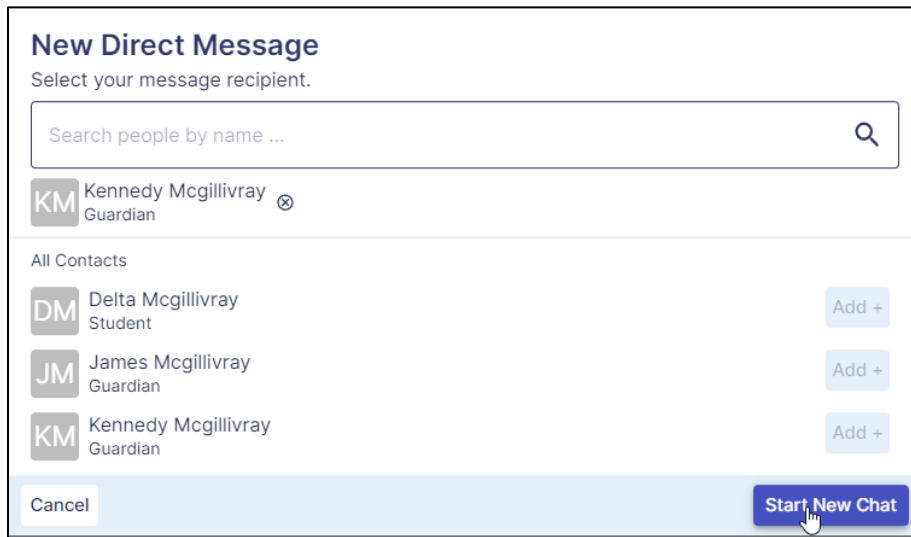 New Direct Message
Select your message recipient.
Search people by name ...
KM
Kennedy Mcgillivray
Guardian
All Contacts
DM
Delta Mcgillivray
Student
Add +
JM
James Mcgillivray
Guardian
Add +
KM
Kennedy Mcgillivray
Guardian
Add +
Cancel
Start New Chat